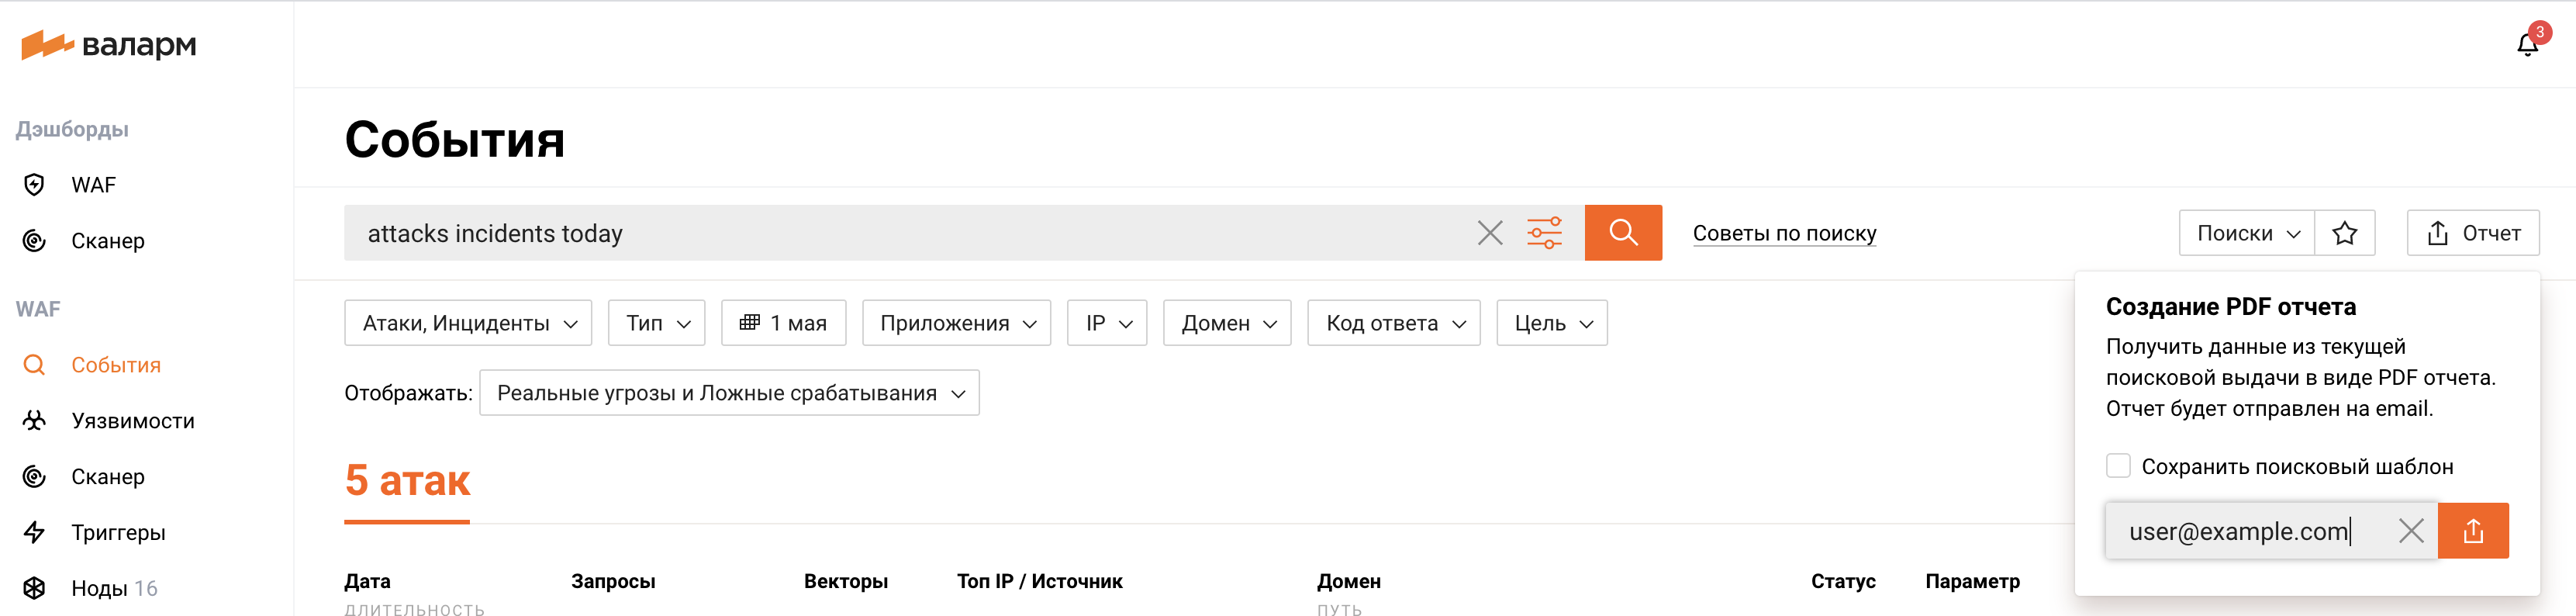 валарм
3
Дэшборды
WAF
Сканер
WAF
События
Уязвимости
Сканер
Триггеры
Ноды 16
События
attacks incidents today
Советы по поиску
Поиски
Отчет
Атаки, Инциденты
Тип
1 мая
Приложения
IP
Домен
Код ответа
Цель
Отображать: Реальные угрозы и Ложные срабатывания
5 атак
Дата Запросы Векторы Топ IP / Источник Домен Статус Параметр
ДЛИТЕЛЬНОСТЬ ПУТЬ
Создание PDF отчета
Получить данные из текущей
поисковой выдачи в виде PDF отчета.
Отчет будет отправлен на email.
Сохранить поисковый шаблон
user@example.com